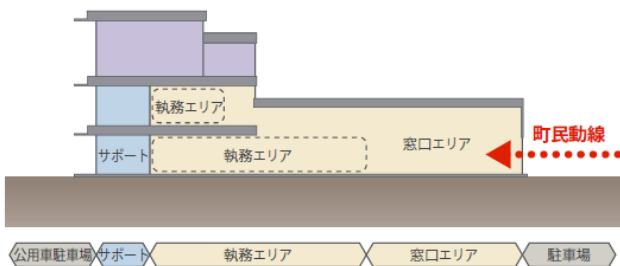 執務エリア
町民動線
窓口エリア
サポート
執務エリア
公用車駐車場
サポート
執務エリア
窓口エリア
駐車場